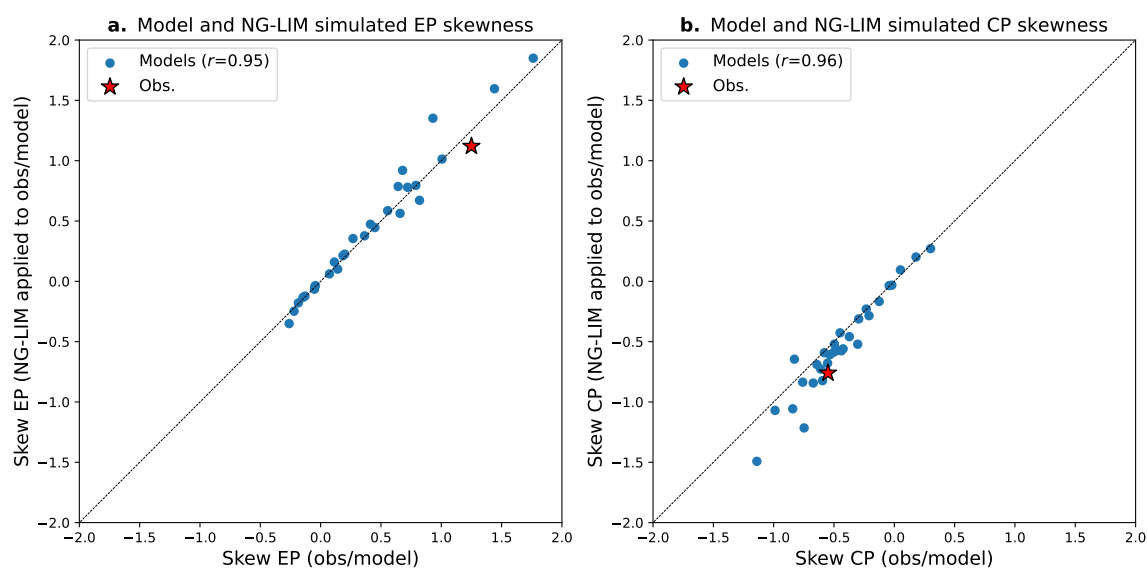 a. Model and NG-LIM simulated EP skewness
Models (r=0.95)
Obs.
2.0
1.5
1.0
0.5
0.0
−0.5
−1.0
−1.5
−2.0
Skew EP (NG-LIM applied to obs/model)
−2.0 −1.5 −1.0 −0.5 0.0 0.5 1.0 1.5 2.0
Skew EP (obs/model)
b. Model and NG-LIM simulated CP skewness
Models (r=0.96)
Obs.
2.0
1.5
1.0
0.5
0.0
−0.5
−1.0
−1.5
−2.0
Skew CP (NG-LIM applied to obs/model)
−2.0 −1.5 −1.0 −0.5 0.0 0.5 1.0 1.5 2.0
Skew CP (obs/model)